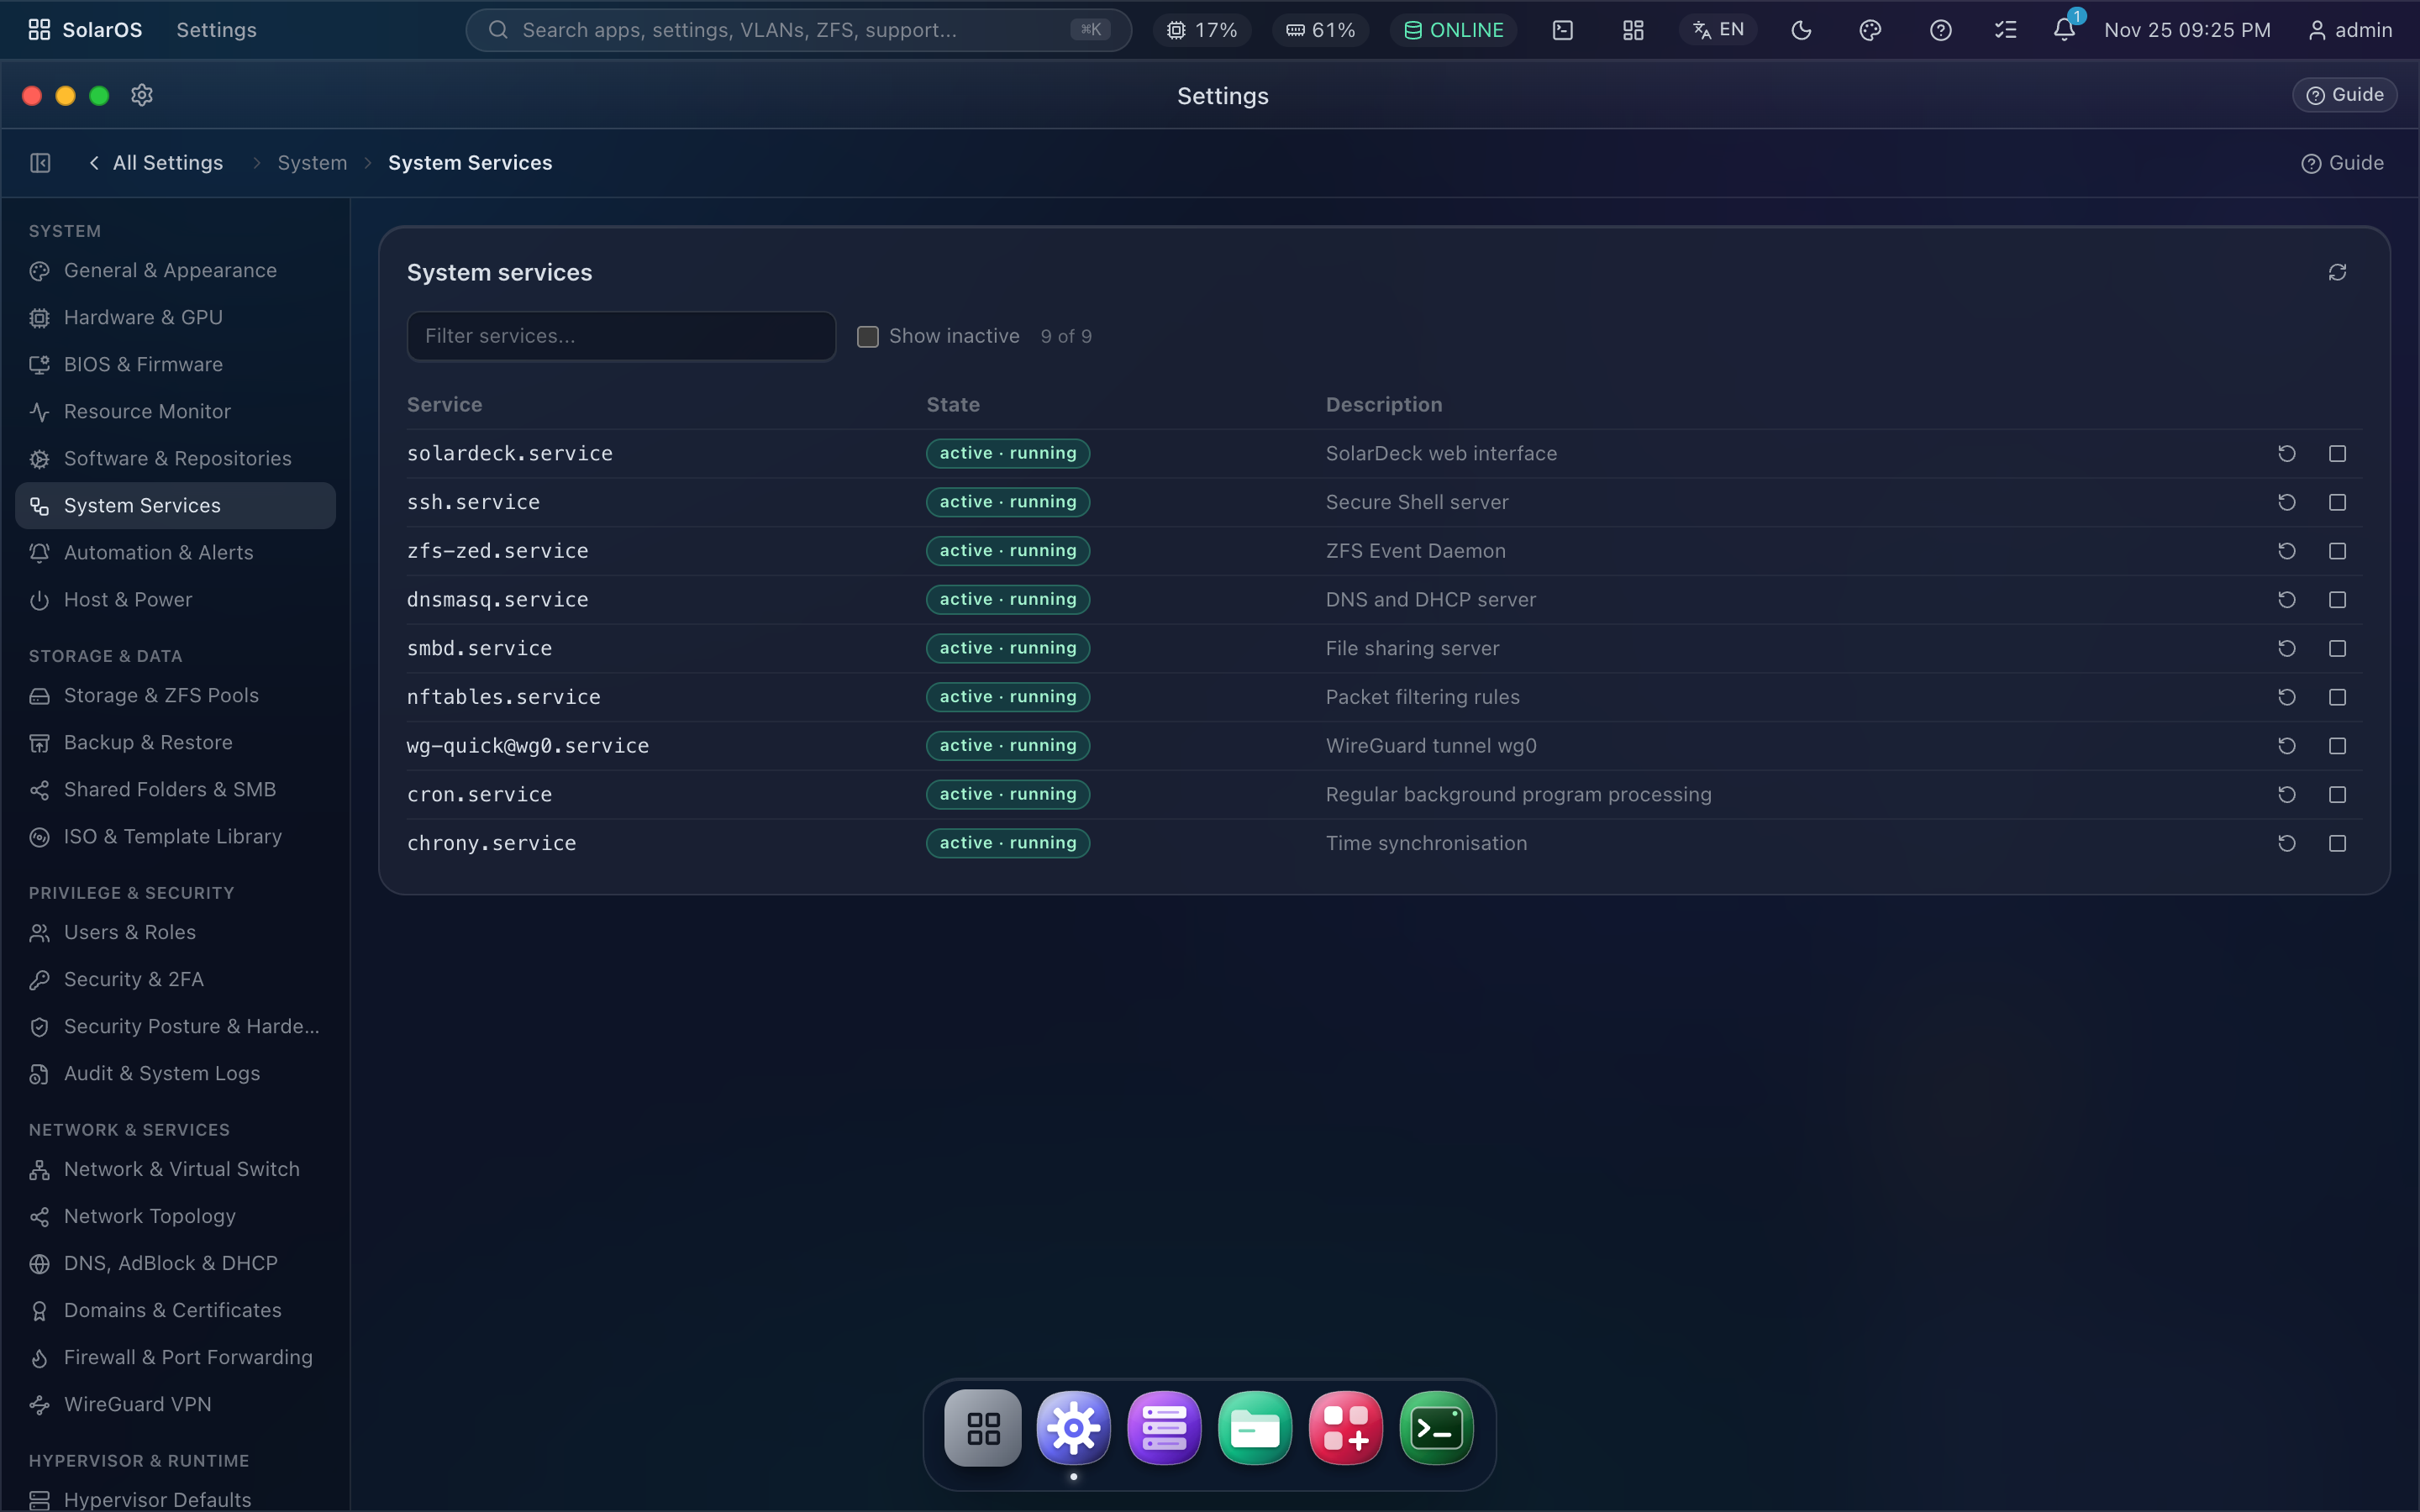 SolarOS Settings Search apps, settings, VLANs, ZFS, support... ⌘K 17% 61% ONLINE EN 1 Nov 25 09:25 PM admin
Settings Guide
All Settings System System Services Guide
SYSTEM
General & Appearance
Hardware & GPU
BIOS & Firmware
Resource Monitor
Software & Repositories
System Services
Automation & Alerts
Host & Power
STORAGE & DATA
Storage & ZFS Pools
Backup & Restore
Shared Folders & SMB
ISO & Template Library
PRIVILEGE & SECURITY
Users & Roles
Security & 2FA
Security Posture & Harde...
Audit & System Logs
NETWORK & SERVICES
Network & Virtual Switch
Network Topology
DNS, AdBlock & DHCP
Domains & Certificates
Firewall & Port Forwarding
WireGuard VPN
HYPERVISOR & RUNTIME
Hypervisor Defaults
System services
Filter services... Show inactive 9 of 9
Service State Description
solardeck.service active · running SolarDeck web interface
ssh.service active · running Secure Shell server
zfs-zed.service active · running ZFS Event Daemon
dnsmasq.service active · running DNS and DHCP server
smbd.service active · running File sharing server
nftables.service active · running Packet filtering rules
wg-quick@wg0.service active · running WireGuard tunnel wg0
cron.service active · running Regular background program processing
chrony.service active · running Time synchronisation